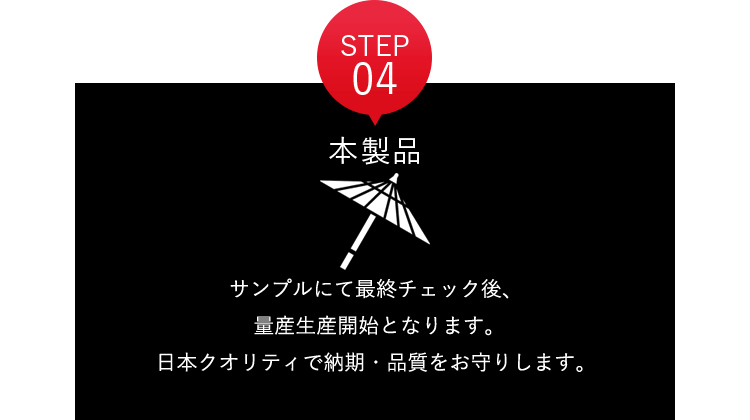 STEP
04
本製品
サンプルにて最終チェック後、
量産生産開始となります。
日本クオリティで納期・品質をお守りします。